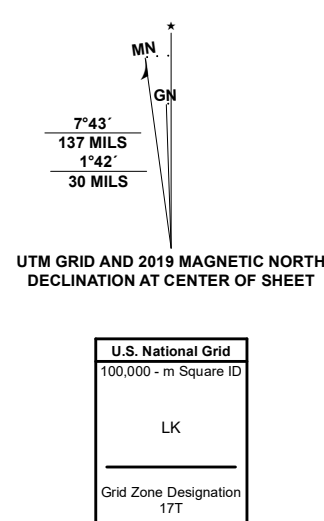 ★
MN
GN
7°43´
137 MILS
1°42´
30 MILS
UTM GRID AND 2019 MAGNETIC NORTH
DECLINATION AT CENTER OF SHEET
U.S. National Grid
100,000 - m Square ID
LK
Grid Zone Designation
17T